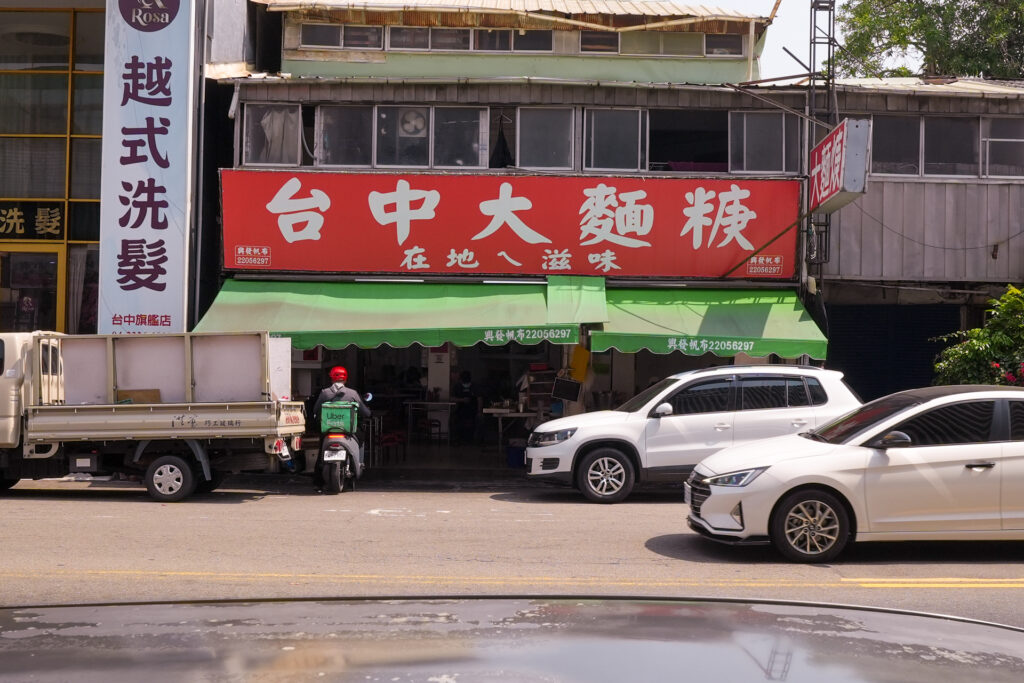 Rosa
越式洗髮
台中旗艦店
洗髮
台中大麵糠
在地ㄟ滋味
興發帆布
22056297
興發帆布
22056297
大麵糠
興發帆布22056297
興發帆布22056297
Uber
Eats